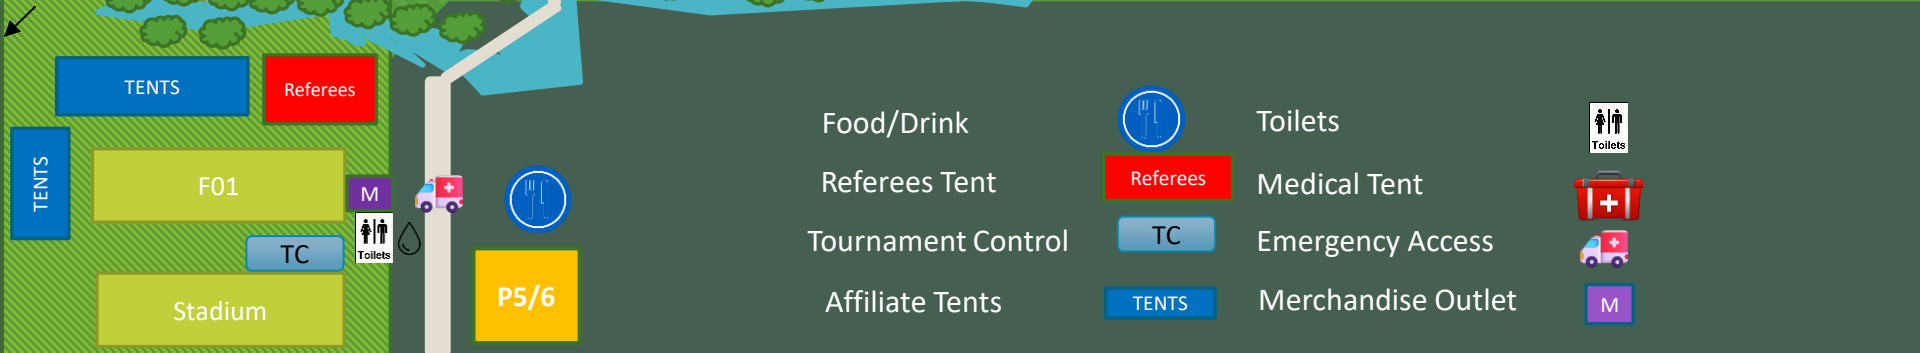 TENTS
Referees
TENTS
F01
M
Toilets
TC
Stadium
P5/6
Food/Drink
Toilets
Toilets
Referees Tent
Referees
Medical Tent
Tournament Control
TC
Emergency Access
Affiliate Tents
TENTS
Merchandise Outlet
M